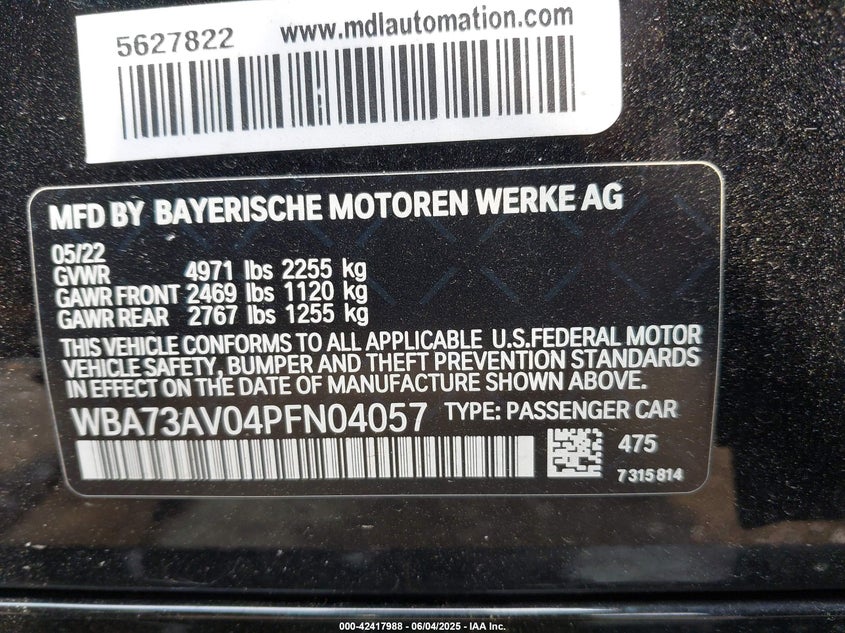 5627822 www.mdlautomation.com
MFD BY BAYERISCHE MOTOREN WERKE AG
05/22
GVWR 4971 lbs 2255 kg
GAWR FRONT 2469 lbs 1120 kg
GAWR REAR 2767 lbs 1255 kg
THIS VEHICLE CONFORMS TO ALL APPLICABLE U.S.FEDERAL MOTOR
VEHICLE SAFETY, BUMPER AND THEFT PREVENTION STANDARDS
IN EFFECT ON THE DATE OF MANUFACTURE SHOWN ABOVE.
WBA73AV04PFN04057 TYPE: PASSENGER CAR
475
7315814
000-42417988 - 06/04/2025 - IAA Inc.